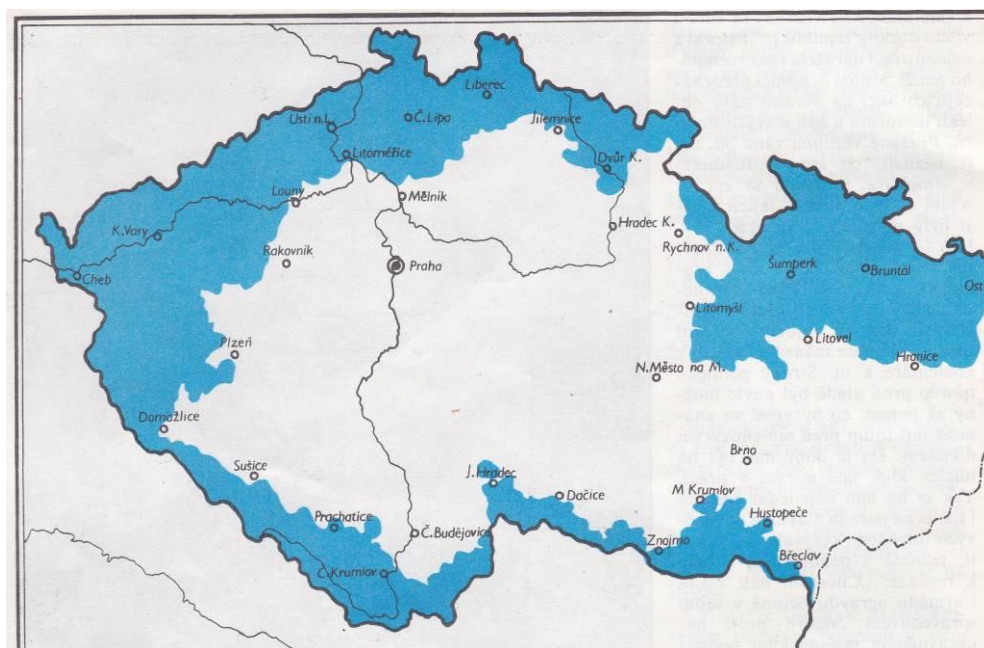 Liberec
Ústí n.L.
Č. Lípa
Jilemnice
Litoměřice
Dvůr K.
Louny
Mělník
K.Vary
Hradec K.
Rychnov n.K.
Rakovník
Praha
Šumperk
Bruntál
Cheb
Ost
Litomyšl
Litovel
Plzeň
Hranice
N.Město na M.
Domažlice
Brno
Sušice
J.Hradec
Dačice
M Krumlov
Hustopeče
Prachatice
Č. Budějovice
Znojmo
Břeclav
Č-Krumlov